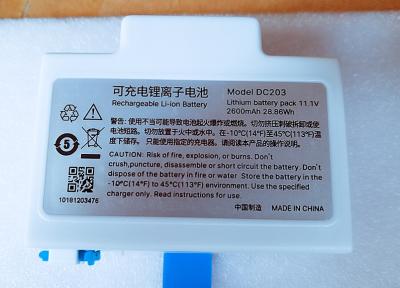 可充电锂离子电池
Rechargeable Li-ion Battery
Model DC203
Lithium battery pack 11.1V
2600mAh 28.86Wh
警告：使用不当可能导致电池起火爆炸或燃烧。切勿挤压刺破拆卸或使
电池短路。切勿放置于火中或水中。在-10℃(14℉)至45℃(113℉)温
度下储存。只能使用指定的充电器。请阅读本产品的操作说明。
CAUTION: Risk of fire, explosion, or burns. Don't
crush,puncture, disassemble or short circuit the battery. Don't
dispose of the battery in fire or water. Store the battery in the
-10℃(14℉) to 45℃(113℉)environment. Use the specified
charger only. Read instructions for use.
5
10181203476
中国制造 MADE IN CHINA